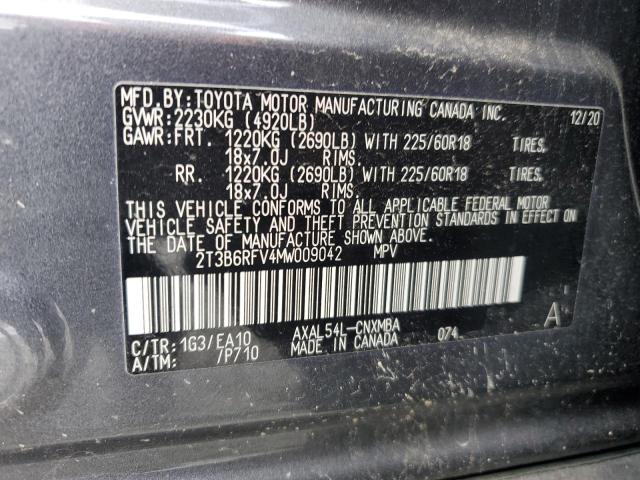 MFD.BY:TOYOTA MOTOR MANUFACTURING CANADA INC. 12/20
GVWR:2230KG (4920LB)
GAWR:FRT. 1220KG (2690LB) WITH 225/60R18 TIRES,
18x7.0J RIMS.
RR. 1220KG (2690LB) WITH 225/60R18 TIRES,
18x7.0J RIMS.
THIS VEHICLE CONFORMS TO ALL APPLICABLE FEDERAL MOTOR
VEHICLE SAFETY AND THEFT PREVENTION STANDARDS IN EFFECT ON
THE DATE OF MANUFACTURE SHOWN ABOVE.
2T3B6RFV4MW009042 MPV
A
C/TR:1G3/EA10 AXAL54L-CNXMBA 074
A/TM: /P710 MADE IN CANADA